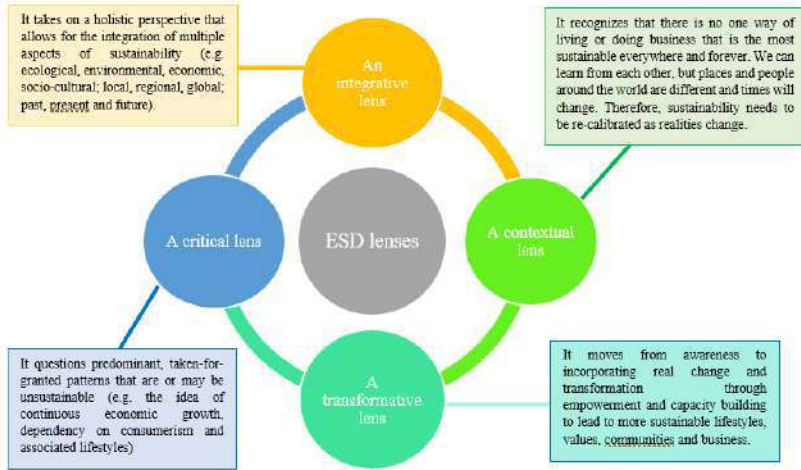 It takes on a holistic perspective that
allows for the integration of multiple
aspects of sustainability (e.g.
ecological, environmental, economic,
socio-cultural; local, regional, global;
past, present and future).
An
integrative
lens
It recognizes that there is no one way of
living or doing business that is the most
sustainable everywhere and forever. We can
learn from each other, but places and people
around the world are different and times will
change. Therefore, sustainability needs to
be re-calibrated as realities change.
A critical lens
ESD lenses
A contextual
lens
It questions predominant, taken-for-
granted patterns that are or may be
unsustainable (e.g. the idea of
continuous economic growth,
dependency on consumerism and
associated lifestyles)
A
transformative
lens
It moves from awareness to
incorporating real change and
transformation through
empowerment and capacity building
to lead to more sustainable lifestyles,
values, communities and business.